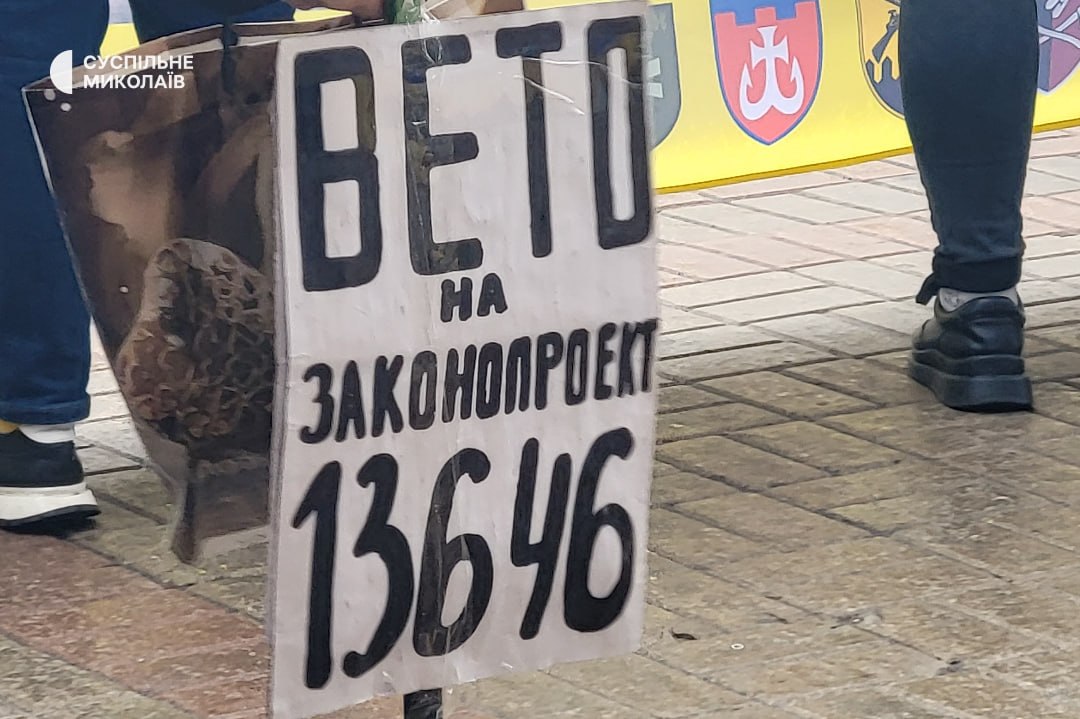 СУСПІЛЬНЕ
МИКОЛАЇВ
ВЕТО
НА
ЗАКОНОПРОЕКТ
13646